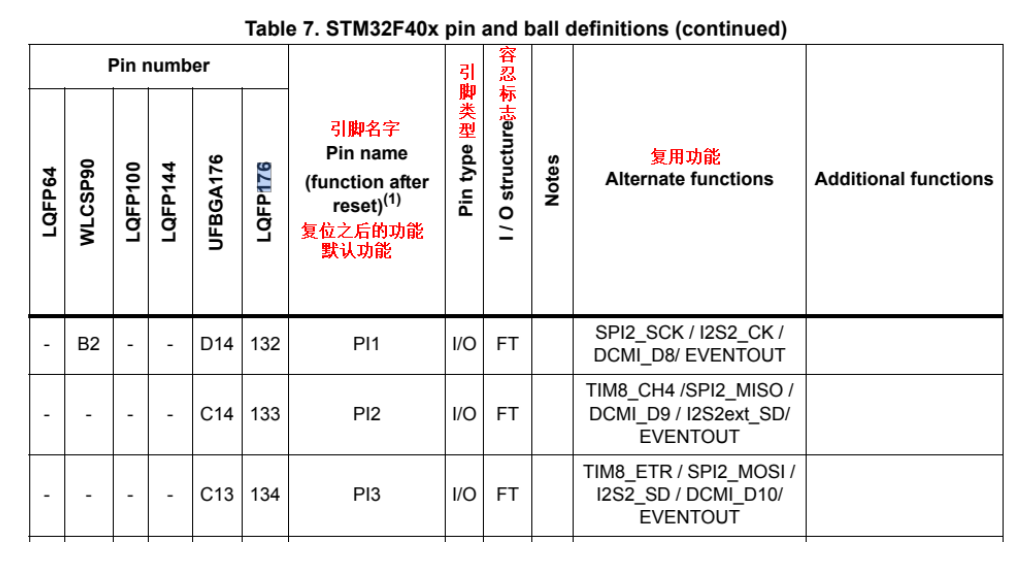 Table 7. STM32F40x pin and ball definitions (continued)
Pin number
LQFP64
WLCSP90
LQFP100
LQFP144
UFBGA176
LQFP176
引脚名字
Pin name
(function after
reset)(1)
复位之后的功能
默认功能
引脚类型
Pin type
容忍标志
I / O structure
Notes
复用功能
Alternate functions
Additional functions
- B2 - - D14 132 PI1 I/O FT SPI2_SCK / I2S2_CK /
DCMI_D8/ EVENTOUT
- - - - C14 133 PI2 I/O FT TIM8_CH4 /SPI2_MISO /
DCMI_D9 / I2S2ext_SD/
EVENTOUT
- - - - C13 134 PI3 I/O FT TIM8_ETR / SPI2_MOSI /
I2S2_SD / DCMI_D10/
EVENTOUT